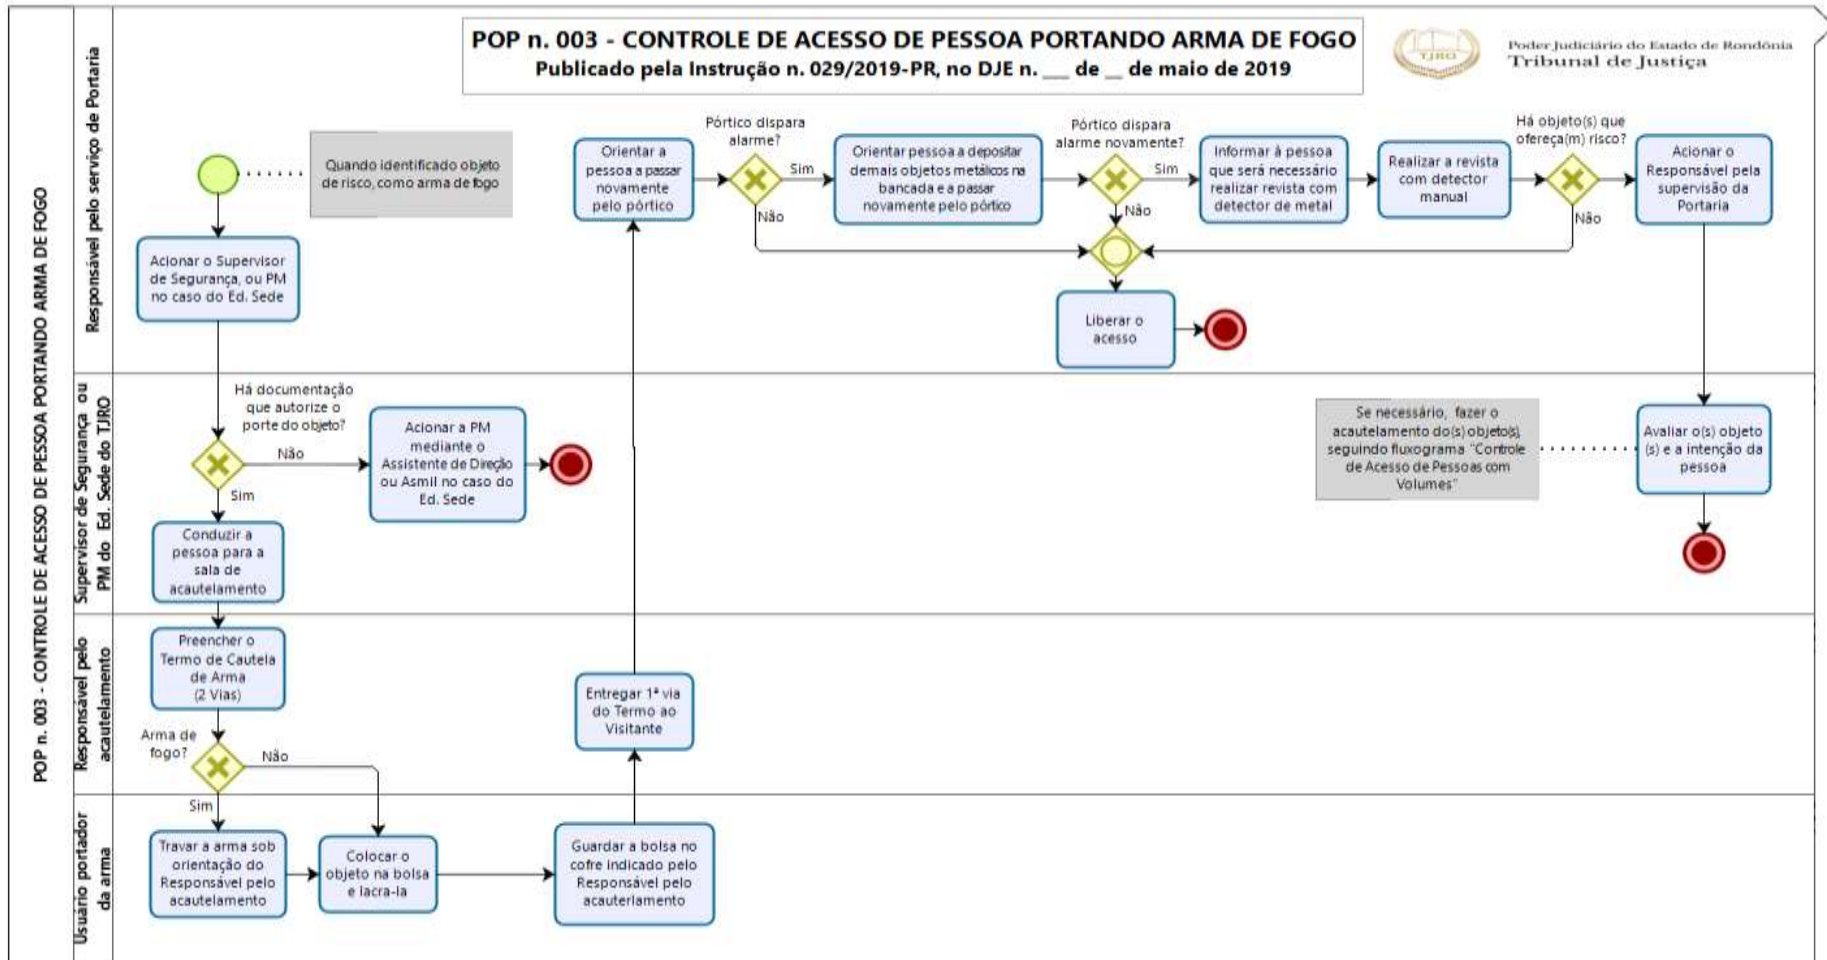 POP n. 003 - CONTROLE DE ACESSO DE PESSOA PORTANDO ARMA DE FOGO
Publicado pela Instrução n. 029/2019-PR, no DJE n. ___ de __ de maio de 2019
TJRO
Poder Judiciário do Estado de Rondônia
Tribunal de Justiça
POP n. 003 - CONTROLE DE ACESSO DE PESSOA PORTANDO ARMA DE FOGO
Responsável pelo serviço de Portaria
Quando identificado objeto
de risco, como arma de fogo
Acionar o Supervisor
de Segurança, ou PM
no caso do Ed. Sede
Orientar a
pessoa a passar
novamente
pelo pórtico
Pórtico dispara
alarme?
Sim
Não
Orientar pessoa a depositar
demais objetos metálicos na
bancada e a passar
novamente pelo pórtico
Pórtico dispara
alarme novamente?
Sim
Não
Informar à pessoa
que será necessário
realizar revista com
detector de metal
Realizar a revista
com detector
manual
Há objeto(s) que
ofereça(m) risco?
Não
Acionar o
Responsável pela
supervisão da
Portaria
Liberar o
acesso
Supervisor de Segurança ou
PM do Ed. Sede do TJRO
Há documentação
que autorize o
porte do objeto?
Não
Sim
Acionar a PM
mediante o
Assistente de Direção
ou Asmil no caso do
Ed. Sede
Conduzir a
pessoa para a
sala de
acautelamento
Se necessário, fazer o
acautelamento do(s) objeto(s),
seguindo fluxograma "Controle
de Acesso de Pessoas com
Volumes"
Avaliar o(s) objeto
(s) e a intenção da
pessoa
Responsável pelo
acautelamento
Preencher o
Termo de Cautela
de Arma
(2 Vias)
Arma de
fogo?
Não
Sim
Entregar 1ª via
do Termo ao
Visitante
Usuário portador
da arma
Travar a arma sob
orientação do
Responsável pelo
acautelamento
Colocar o
objeto na bolsa
e lacra-la
Guardar a bolsa no
cofre indicado pelo
Responsável pelo
acauterlamento